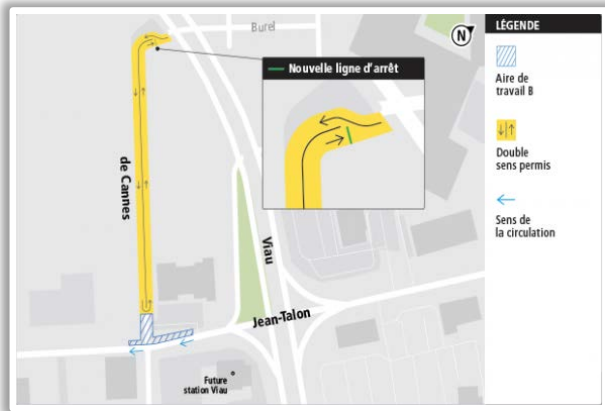 Burel
N
LÉGENDE
Nouvelle ligne d'arrêt
Aire de
travail B
Double
sens permis
de Cannes
Viau
Sens de
la circulation
Jean-Talon
Future
station Viau